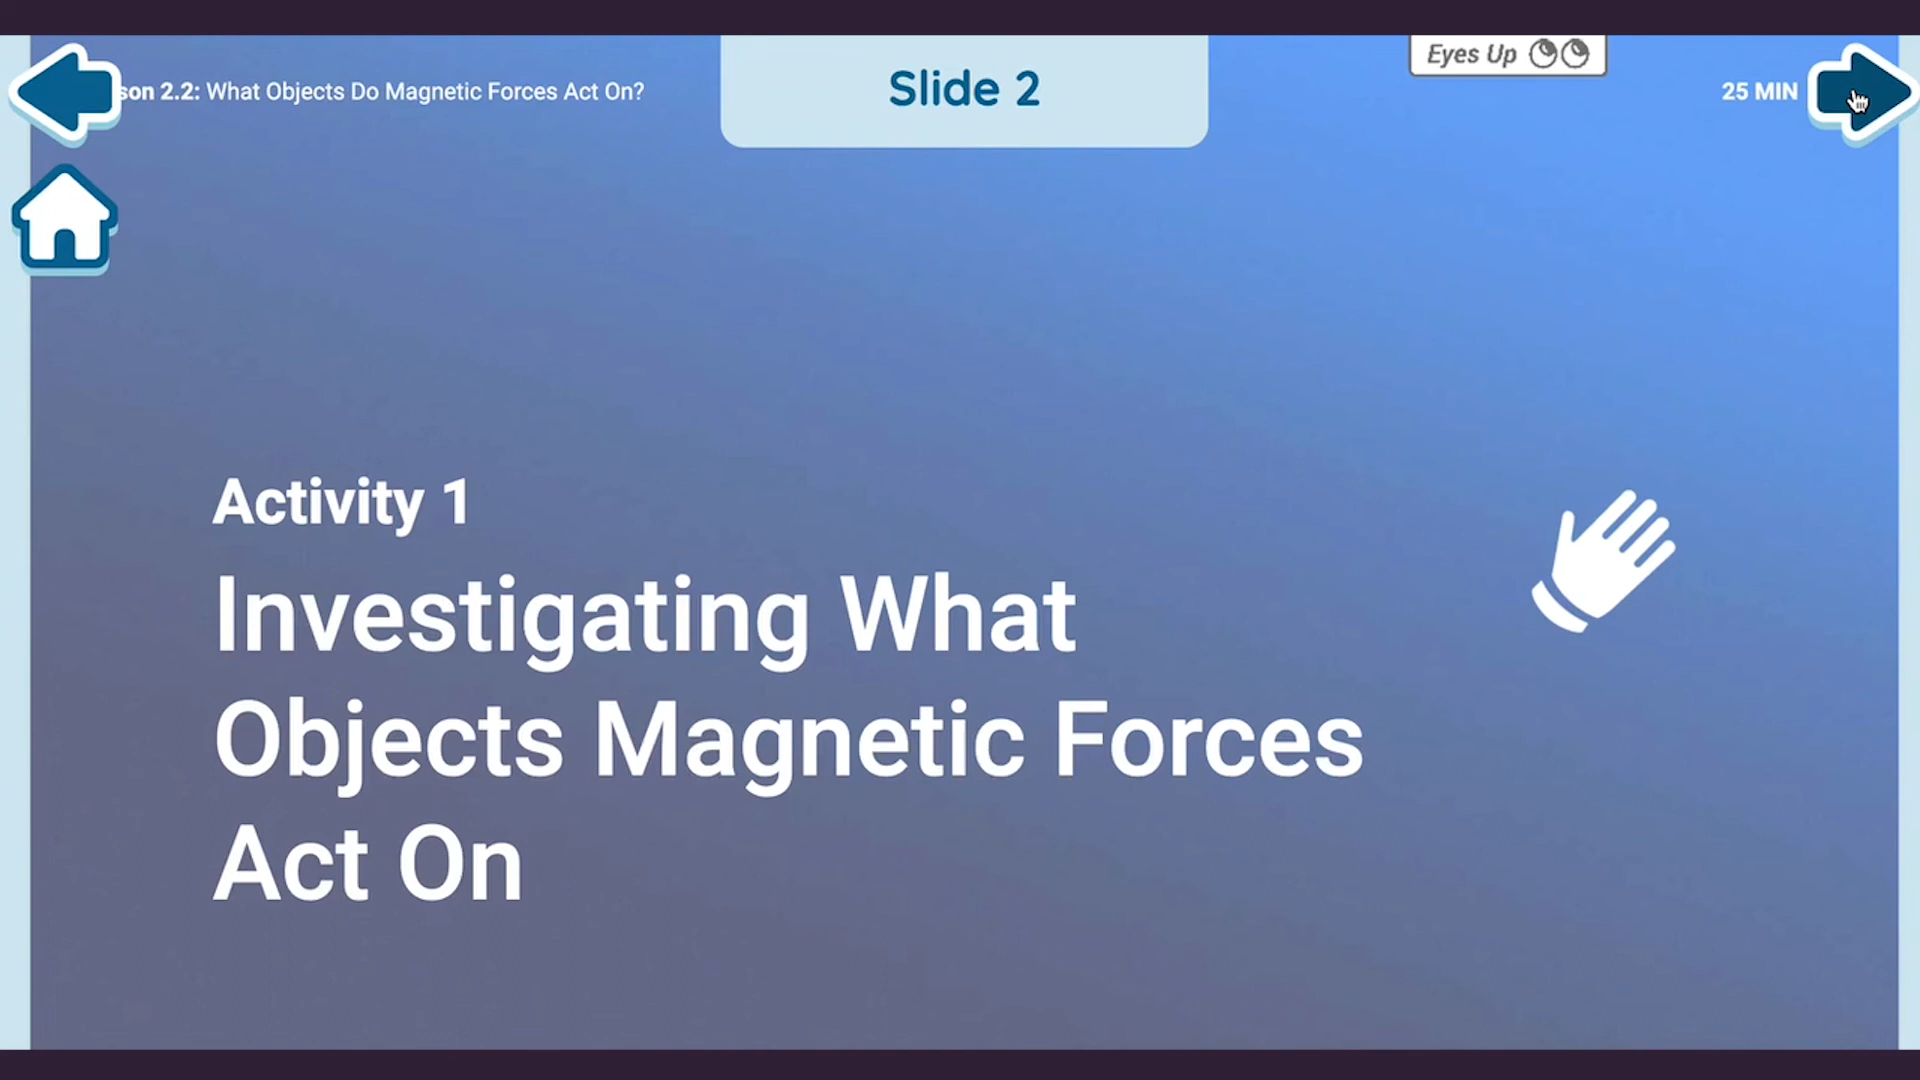 Slide 2
Eyes Up
son 2.2: What Objects Do Magnetic Forces Act On?
25 MIN
Activity 1
Investigating What
Objects Magnetic Forces
Act On